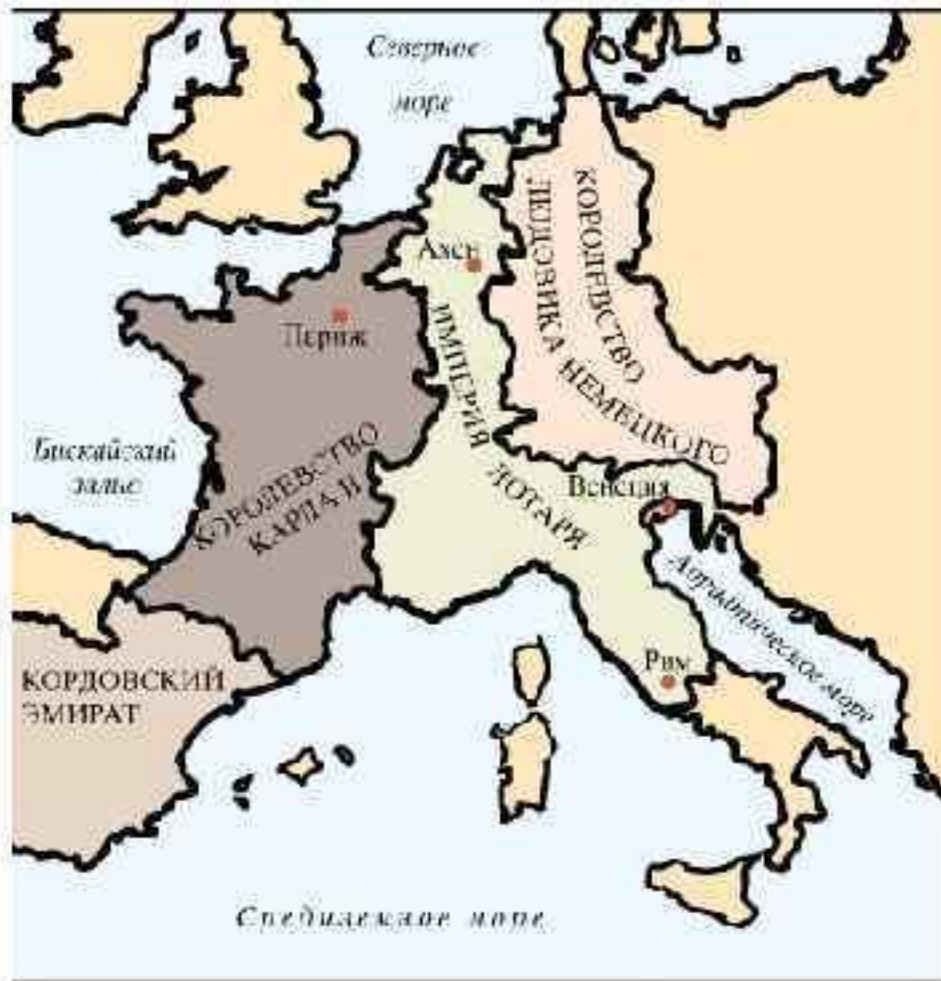 Северное
море
Ахен
КОРОЛЕВСТВО
ЛЮДОВИКА НЕМЕЦКОГО
Париж
ИМПЕРИЯ ЛОТАРЯ
Бискайский
залив
КОРОЛЕВСТВО
КАРЛА II
Венеция
Адриатическое море
Рим
КОРДОВСКИЙ
ЭМИРАТ
Средиземное море